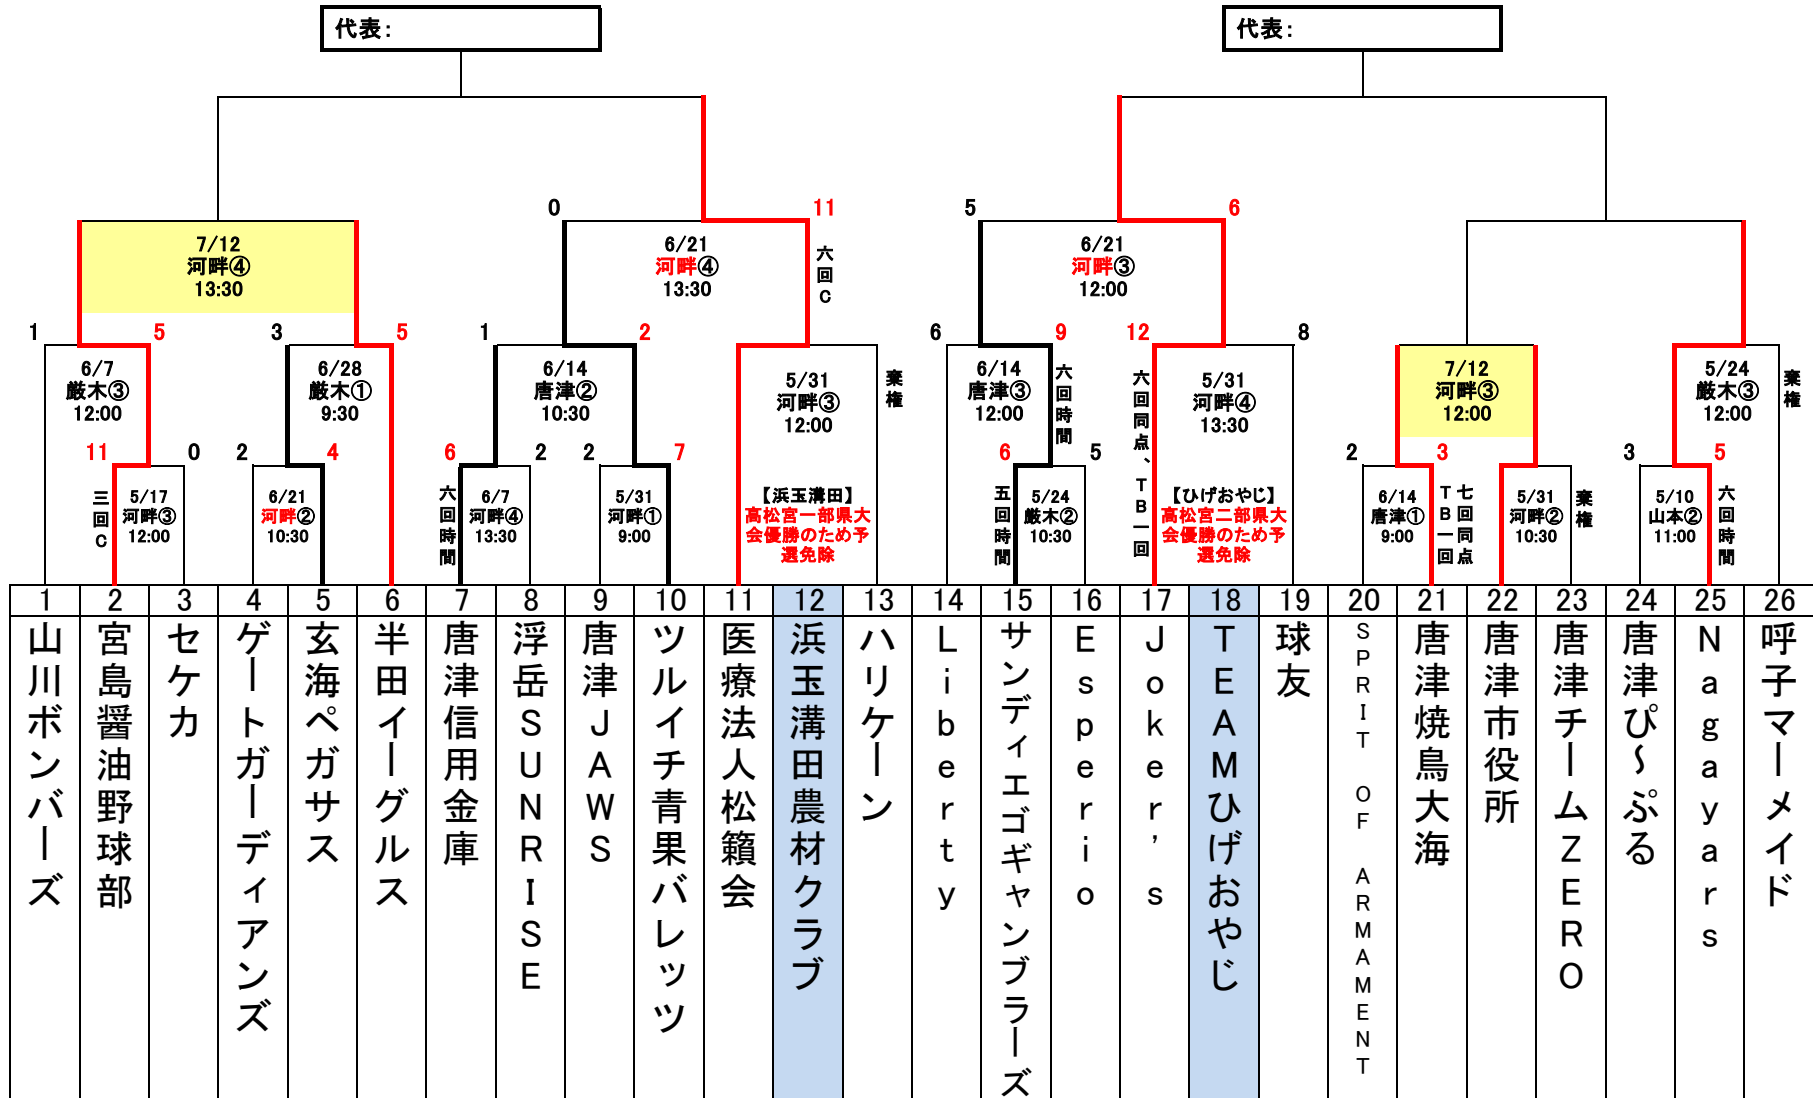 代表：
代表：
0
11
5
6
7/12
河畔④
13:30
6/21
河畔④
13:30
六回C
6/21
河畔③
12:00
1
5
3
5
1
2
6
9
12
8
6/7
厳木③
12:00
6/28
厳木①
9:30
6/14
唐津②
10:30
5/31
河畔③
12:00
棄権
6/14
唐津③
12:00
六回時間
六回同点、TB一回
5/31
河畔④
13:30
7/12
河畔③
12:00
5/24
厳木③
12:00
棄権
11
0
2
4
6
2
2
7
6
5
2
3
3
5
三回C
5/17
河畔③
12:00
6/21
河畔②
10:30
六回時間
6/7
河畔④
13:30
5/31
河畔①
9:00
【浜玉溝田】
高松宮一部県大
会優勝のため予
選免除
五回時間
5/24
厳木②
10:30
【ひげおやじ】
高松宮二部県大
会優勝のため予
選免除
6/14
唐津①
9:00
七回同点
TB一回
5/31
河畔②
10:30
棄権
5/10
山本②
11:00
六回時間
1 2 3 4 5 6 7 8 9 10 11 12 13 14 15 16 17 18 19 20 21 22 23 24 25 26
山川ボンバーズ
宮島醤油野球部
セケカ
ゲートガーディアンズ
玄海ペガサス
半田イーグルス
唐津信用金庫
浮岳SUNRISE
唐津JAWS
ツルイチ青果バレッツ
医療法人松籟会
浜玉溝田農材クラブ
ハリケーン
Liberty
サンディエゴギャンブラーズ
Esperio
Joker’s
TEAMひげおやじ
球友
SPRIT OF ARMAMENT
唐津焼鳥大海
唐津市役所
唐津チームZERO
唐津ぴ～ぷる
Nagayars
呼子マーメイド